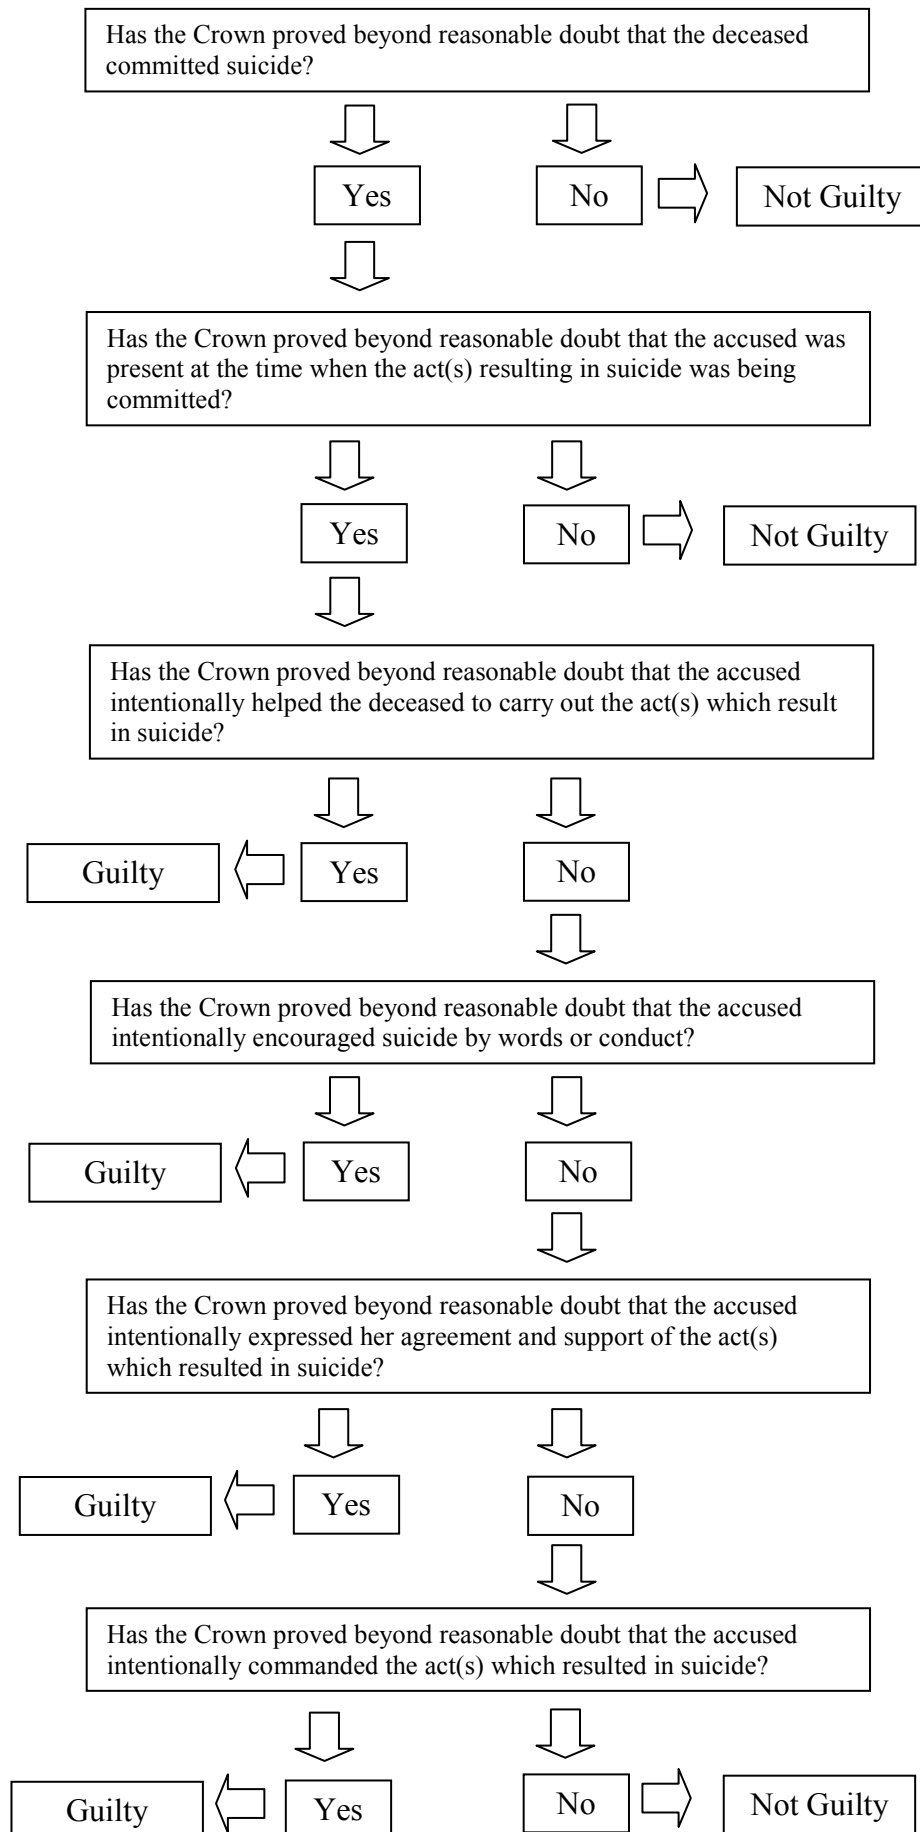 Has the Crown proved beyond reasonable doubt that the deceased
committed suicide?
Yes
No
Not Guilty
Has the Crown proved beyond reasonable doubt that the accused was
present at the time when the act(s) resulting in suicide was being
committed?
Yes
No
Not Guilty
Has the Crown proved beyond reasonable doubt that the accused
intentionally helped the deceased to carry out the act(s) which result
in suicide?
Guilty
Yes
No
Has the Crown proved beyond reasonable doubt that the accused
intentionally encouraged suicide by words or conduct?
Guilty
Yes
No
Has the Crown proved beyond reasonable doubt that the accused
intentionally expressed her agreement and support of the act(s)
which resulted in suicide?
Guilty
Yes
No
Has the Crown proved beyond reasonable doubt that the accused
intentionally commanded the act(s) which resulted in suicide?
Guilty
Yes
No
Not Guilty